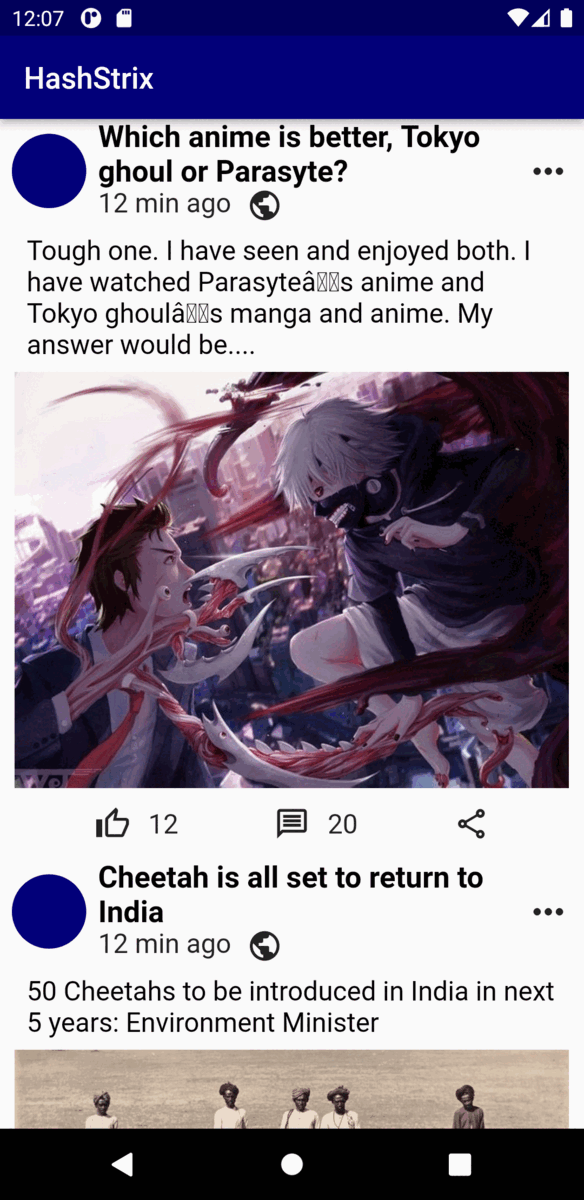 12:07
HashStrix
Which anime is better, Tokyo
ghoul or Parasyte?
12 min ago
Tough one. I have seen and enjoyed both. I
have watched Parasyteâ▯▯s anime and
Tokyo ghoulâ▯▯s manga and anime. My
answer would be....
12
20
Cheetah is all set to return to
India
12 min ago
50 Cheetahs to be introduced in India in next
5 years: Environment Minister